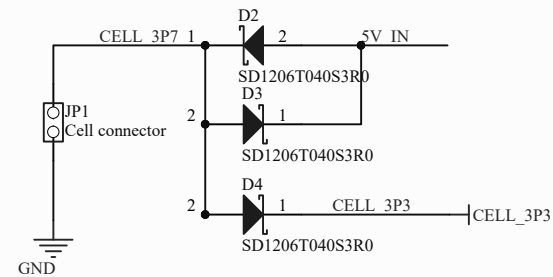 D2
CELL_3P7 1 2 5V_IN
SD1206T040S3R0
D3
JP1
Cell connector
2 1
SD1206T040S3R0
D4
2 1 CELL_3P3
CELL_3P3
SD1206T040S3R0
GND